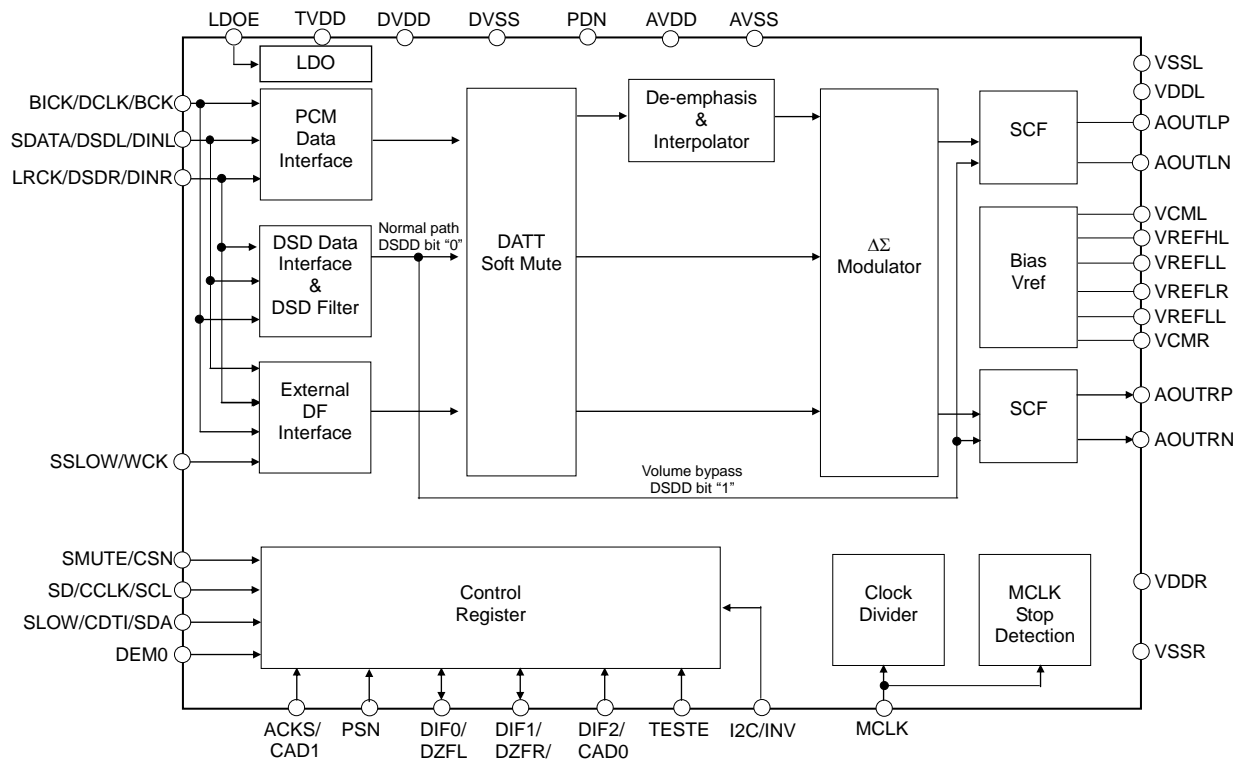 LDOE
TVDD
DVDD
DVSS
PDN
AVDD
AVSS
LDO
BICK/DCLK/BCK
SDATA/DSDL/DINL
LRCK/DSDR/DINR
PCM
Data
Interface
De-emphasis
&
Interpolator
SCF
VSSL
VDDL
AOUTLP
AOUTLN
Normal path
DSDD bit “0”
DSD Data
Interface
&
DSD Filter
DATT
Soft Mute
ΔΣ
Modulator
Bias
Vref
VCML
VREFHL
VREFLL
VREFLR
VREFLL
VCMR
External
DF
Interface
SCF
AOUTRP
AOUTRN
SSLOW/WCK
Volume bypass
DSDD bit “1”
SMUTE/CSN
SD/CCLK/SCL
SLOW/CDTI/SDA
DEM0
Control
Register
Clock
Divider
MCLK
Stop
Detection
VDDR
VSSR
ACKS/
CAD1
PSN
DIF0/
DZFL
DIF1/
DZFR/
DIF2/
CAD0
TESTE
I2C/INV
MCLK